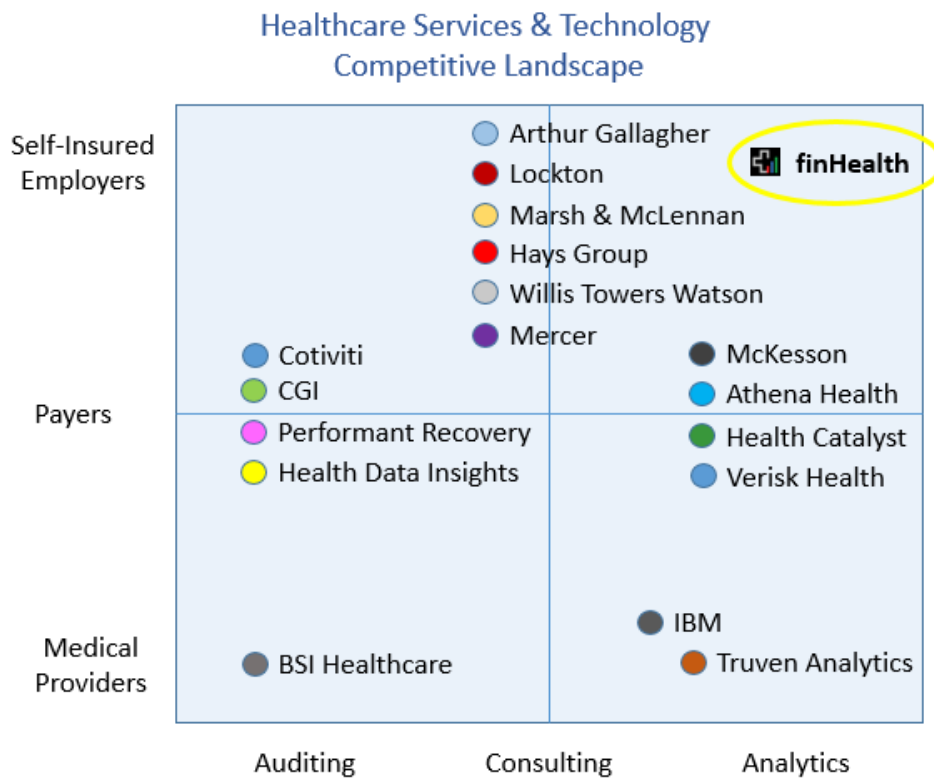 Healthcare Services & Technology
Competitive Landscape
Self-Insured
Employers
Arthur Gallagher
finHealth
Lockton
Marsh & McLennan
Hays Group
Willis Towers Watson
Mercer
Cotiviti
McKesson
CGI
Athena Health
Payers
Performant Recovery
Health Catalyst
Health Data Insights
Verisk Health
IBM
Medical
Providers
BSI Healthcare
Truven Analytics
Auditing
Consulting
Analytics